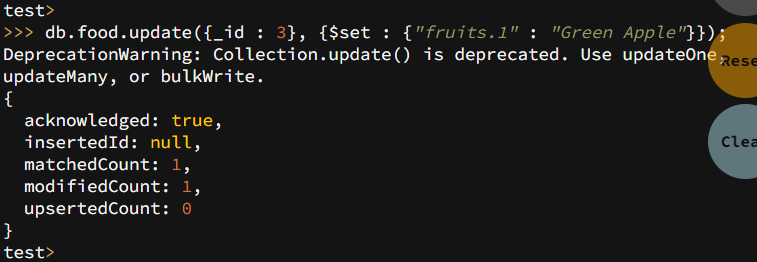 test>
>>> db.food.update({_id : 3}, {$set : {"fruits.1" : "Green Apple"}});
DeprecationWarning: Collection.update() is deprecated. Use updateOne,
Rese
updateMany, or bulkWrite.
{
acknowledged: true,
insertedId: null,
Clea
matchedCount: 1,
modifiedCount: 1,
upsertedCount: 0
}
test>